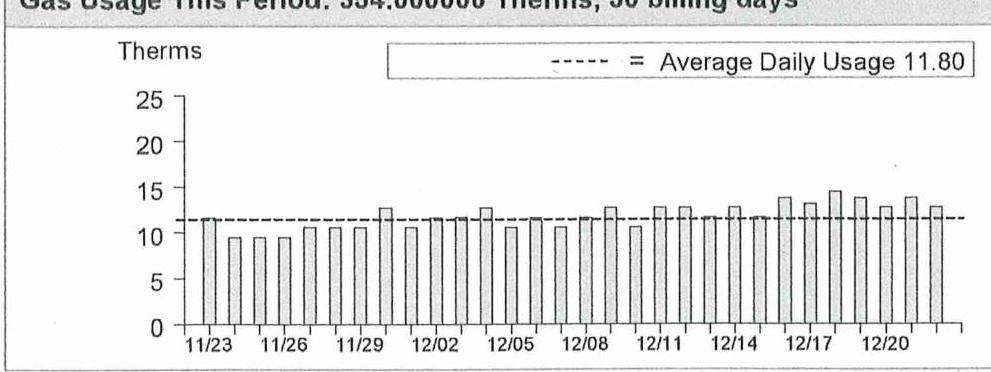 Gas Usage This Period: 354.000000 Therms, 30 billing days
Therms
----- = Average Daily Usage 11.80
25
20
15
10
5
0
11/23 11/26 11/29 12/02 12/05 12/08 12/11 12/14 12/17 12/20